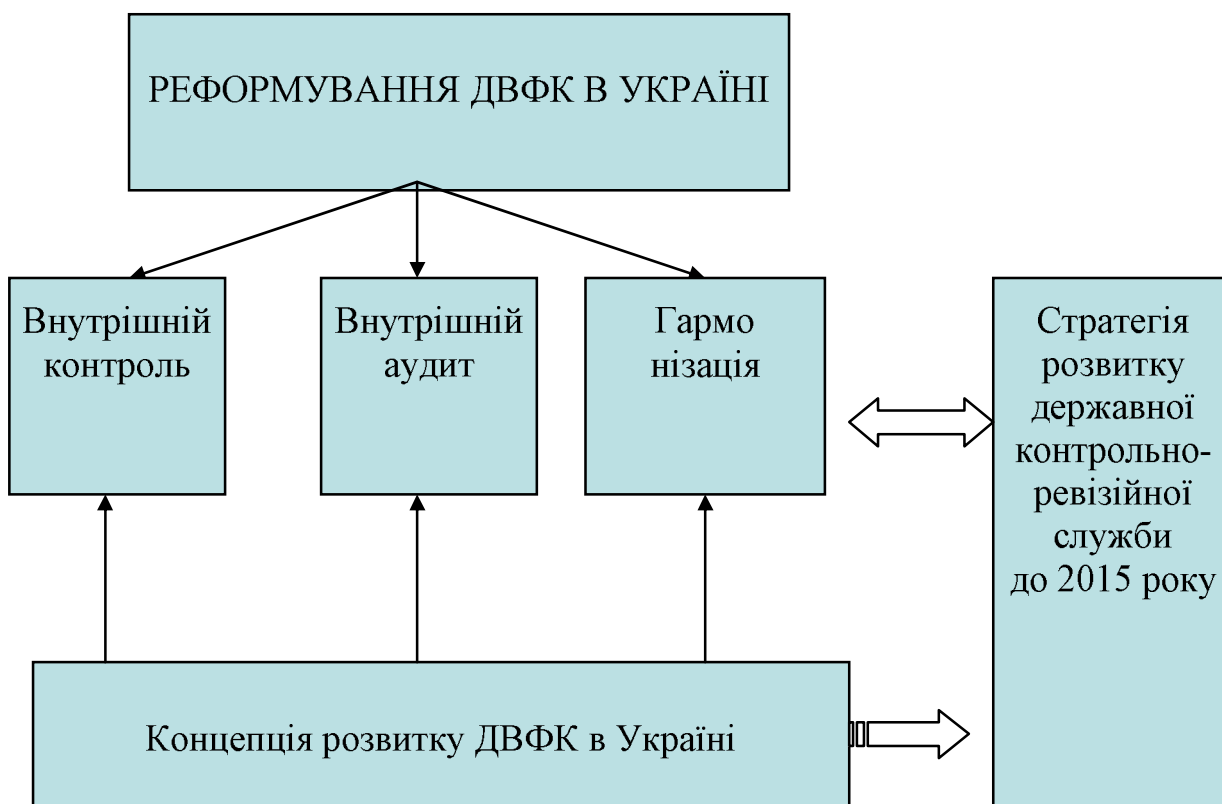 РЕФОРМУВАННЯ ДВФК В УКРАЇНІ
Внутрішній
контроль
Внутрішній
аудит
Гармо
нізація
Стратегія
розвитку
державної
контрольно-
ревізійної
служби
до 2015 року
Концепція розвитку ДВФК в Україні